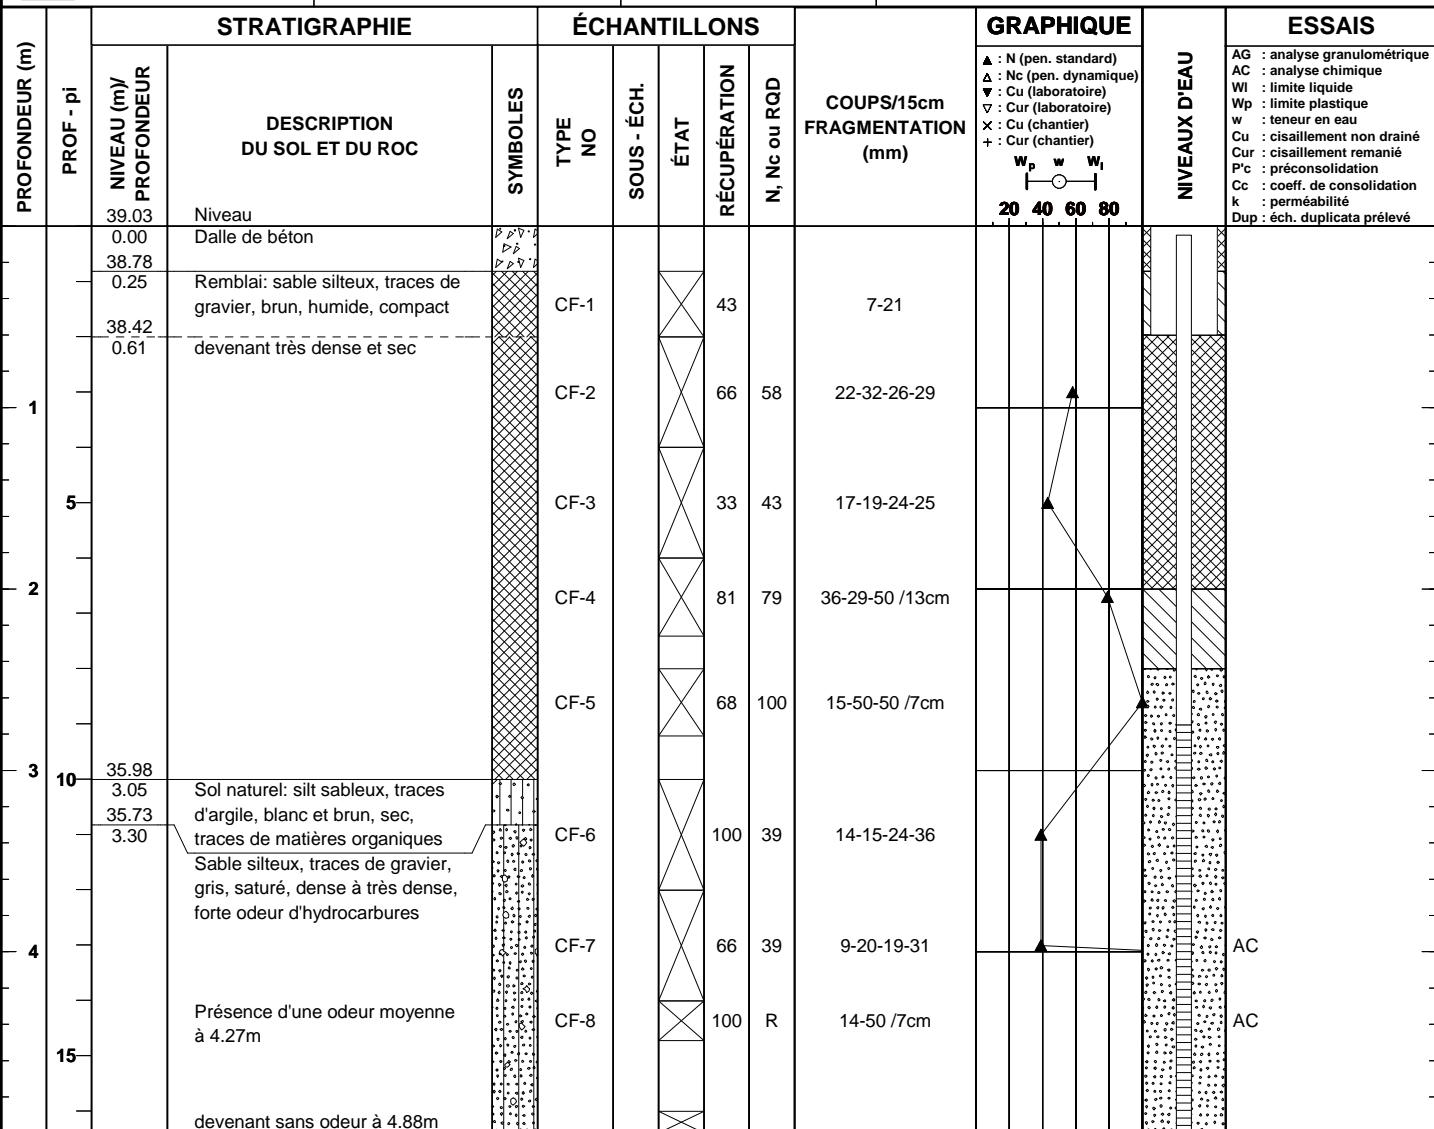 STRATIGRAPHIE
ÉCHANTILLONS
GRAPHIQUE
ESSAIS
PROFONDEUR (m)
PROF - pi
NIVEAU (m)/
PROFONDEUR
DESCRIPTION
DU SOL ET DU ROC
SYMBOLES
TYPE
NO
SOUS - ÉCH.
ÉTAT
RÉCUPÉRATION
N, Nc ou RQD
COUPS/15cm
FRAGMENTATION
(mm)
▲ : N (pen. standard)
△ : Nc (pen. dynamique)
▼ : Cu (laboratoire)
▽ : Cur (laboratoire)
× : Cu (chantier)
+ : Cur (chantier)
Wp w Wl
20 40 60 80
NIVEAUX D'EAU
AG : analyse granulométrique
AC : analyse chimique
Wl : limite liquide
Wp : limite plastique
w : teneur en eau
Cu : cisaillement non drainé
Cur : cisaillement remanié
P'c : préconsolidation
Cc : coeff. de consolidation
k : perméabilité
Dup : éch. duplicata prélevé
39.03 Niveau
0.00 Dalle de béton
38.78
0.25 Remblai: sable silteux, traces de
gravier, brun, humide, compact
CF-1 43 7-21
38.42
0.61 devenant très dense et sec
CF-2 66 58 22-32-26-29
1
5 CF-3 33 43 17-19-24-25
2 CF-4 81 79 36-29-50 /13cm
CF-5 68 100 15-50-50 /7cm
3 10 35.98
3.05 Sol naturel: silt sableux, traces
35.73 d'argile, blanc et brun, sec,
3.30 traces de matières organiques
CF-6 100 39 14-15-24-36
Sable silteux, traces de gravier,
gris, saturé, dense à très dense,
forte odeur d'hydrocarbures
4 CF-7 66 39 9-20-19-31 AC
Présence d'une odeur moyenne
à 4.27m
CF-8 100 R 14-50 /7cm AC
15
devenant sans odeur à 4.88m